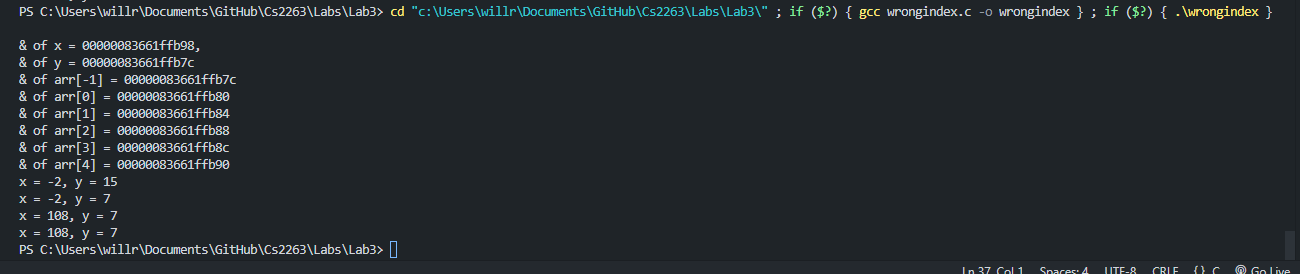 PS C:\Users\willr\Documents\GitHub\Cs2263\Labs\Lab3> cd "c:\Users\willr\Documents\GitHub\Cs2263\Labs\Lab3\" ; if ($?) { gcc wrongindex.c -o wrongindex } ; if ($?) { .\wrongindex }
& of x = 00000083661ffb98,
& of y = 00000083661ffb7c
& of arr[-1] = 00000083661ffb7c
& of arr[0] = 00000083661ffb80
& of arr[1] = 00000083661ffb84
& of arr[2] = 00000083661ffb88
& of arr[3] = 00000083661ffb8c
& of arr[4] = 00000083661ffb90
x = -2, y = 15
x = -2, y = 7
x = 108, y = 7
x = 108, y = 7
PS C:\Users\willr\Documents\GitHub\Cs2263\Labs\Lab3>
Ln 37, Col 1 Spaces: 4 UTF-8 CRLF {} C Go Live